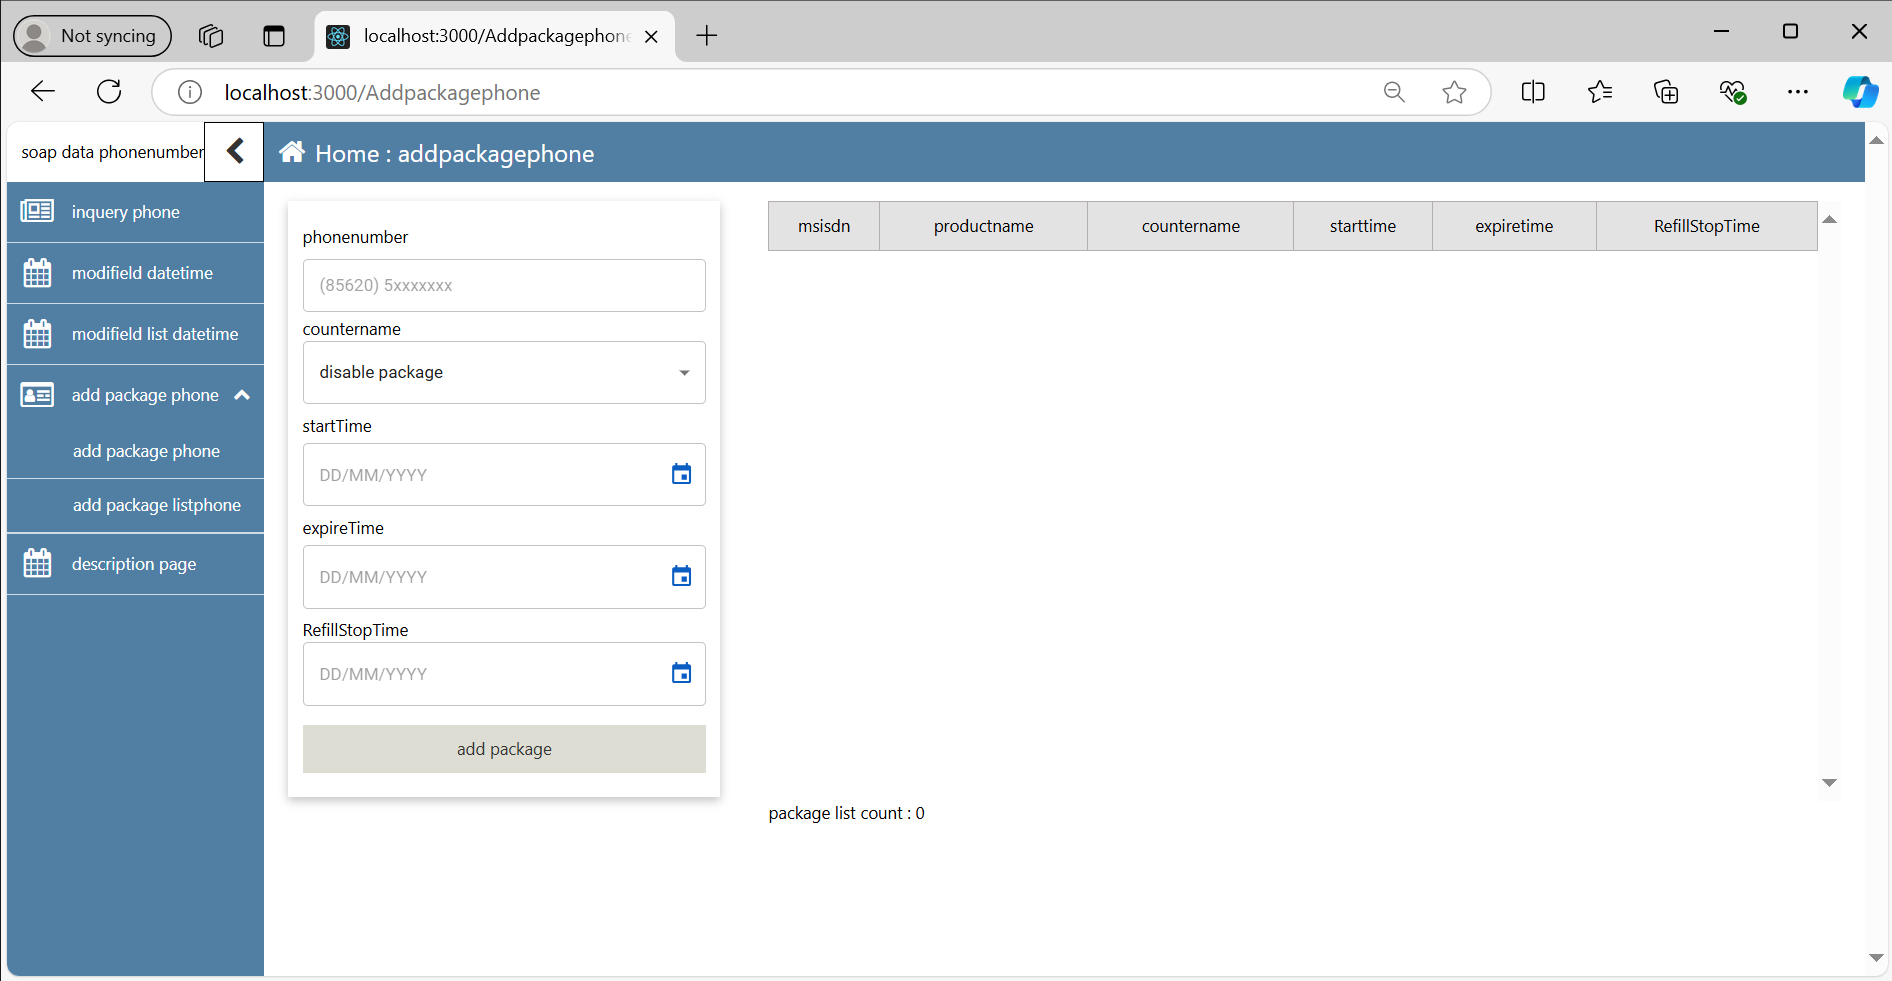 Not syncing
localhost:3000/Addpackagephone
localhost:3000/Addpackagephone
soap data phonenumber
Home : addpackagephone
inquery phone
modifield datetime
modifield list datetime
add package phone
add package phone
add package listphone
description page
phonenumber
(85620) 5xxxxxxx
countername
disable package
startTime
DD/MM/YYYY
expireTime
DD/MM/YYYY
RefillStopTime
DD/MM/YYYY
add package
msisdn productname countername starttime expiretime RefillStopTime
package list count : 0